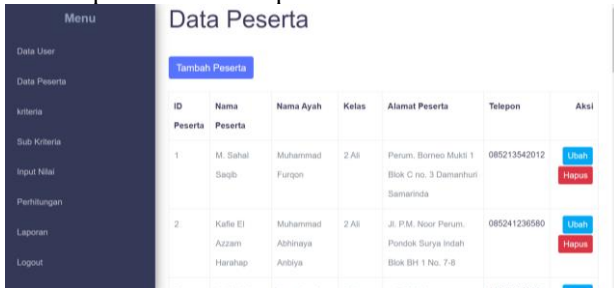 Menu
Data User
Data Peserta
kriteria
Sub Kriteria
Input Nilai
Perhitungan
Laporan
Logout
Data Peserta
Tambah Peserta
ID Peserta Nama Peserta Nama Ayah Kelas Alamat Peserta Telepon Aksi
1 M. Sahal Saqib Muhammad Furqon 2 Ali Perum. Borneo Mukti 1 Blok C no. 3 Damanhuri Samarinda 085213542012 Ubah Hapus
2 Kafie El Azzam Harahap Muhammad Abhinaya Anbiya 2 Ali Jl. P.M. Noor Perum. Pondok Surya Indah Blok BH 1 No. 7-8 085241236580 Ubah Hapus